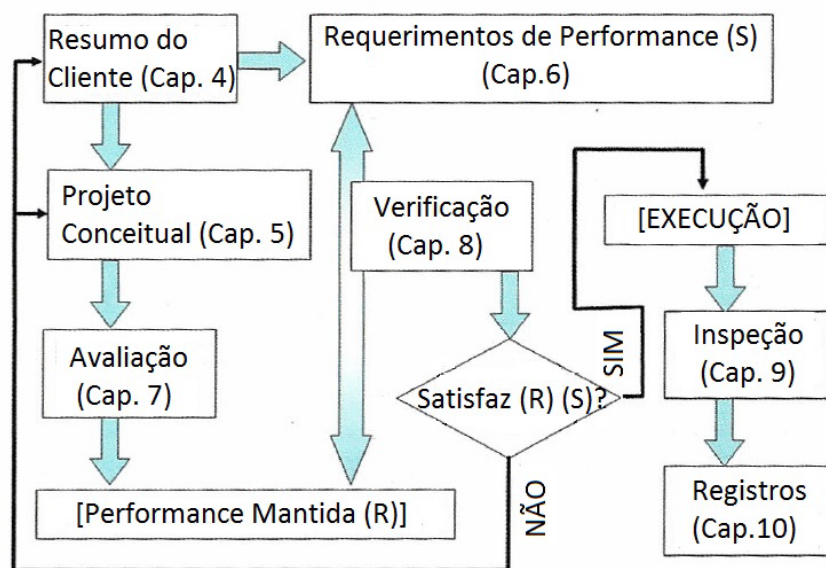 Resumo do
Cliente (Cap. 4)
Requerimentos de Performance (S)
(Cap.6)
Projeto
Conceitual (Cap. 5)
Verificação
(Cap. 8)
[EXECUÇÃO]
Avaliação
(Cap. 7)
Satisfaz (R) (S)?
SIM
Inspeção
(Cap. 9)
[Performance Mantida (R)]
NÃO
Registros
(Cap.10)